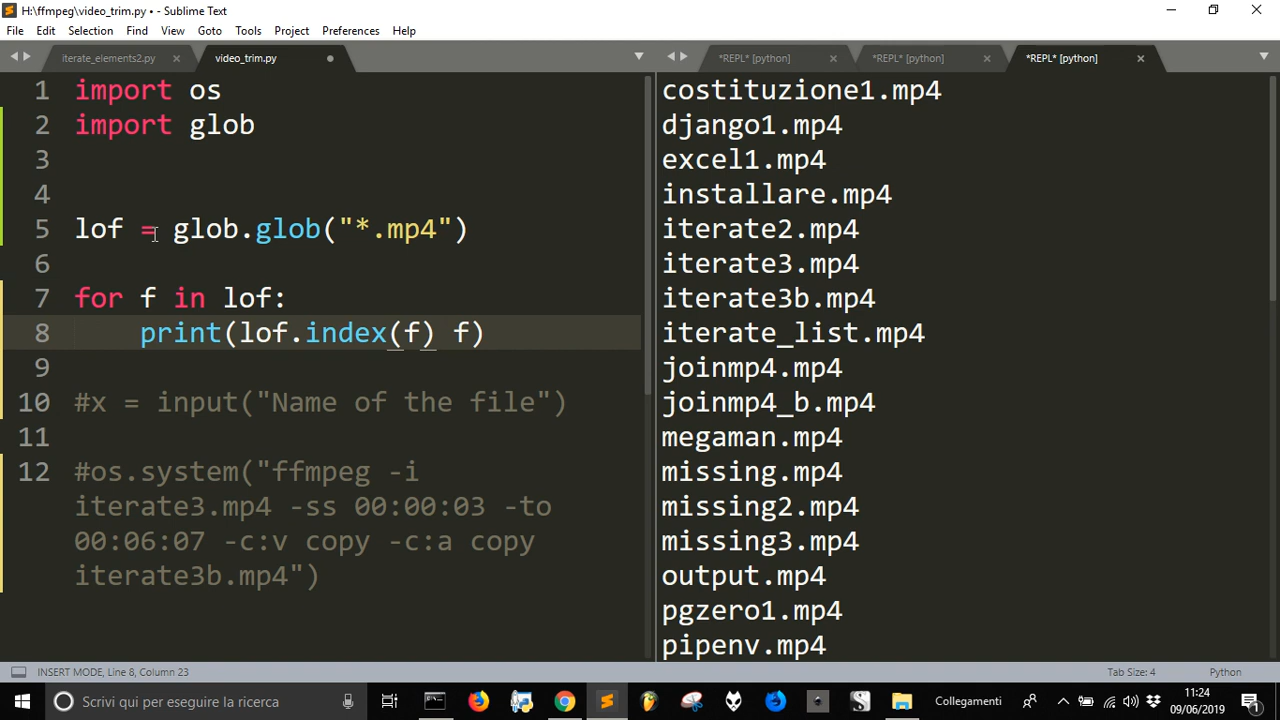 H:\ffmpeg\video_trim.py • - Sublime Text
File Edit Selection Find View Goto Tools Project Preferences Help
iterate_elements2.py video_trim.py
1 import os
2 import glob
3
4
5 lof = glob.glob("*.mp4")
6
7 for f in lof:
8 print(lof.index(f) f)
9
10 #x = input("Name of the file")
11
12 #os.system("ffmpeg -i
iterate3.mp4 -ss 00:00:03 -to
00:06:07 -c:v copy -c:a copy
iterate3b.mp4")
*REPL* [python] *REPL* [python] *REPL* [python]
costituzione1.mp4
django1.mp4
excel1.mp4
installare.mp4
iterate2.mp4
iterate3.mp4
iterate3b.mp4
iterate_list.mp4
joinmp4.mp4
joinmp4_b.mp4
megaman.mp4
missing.mp4
missing2.mp4
missing3.mp4
output.mp4
pgzero1.mp4
pipenv.mp4
INSERT MODE, Line 8, Column 23 Tab Size: 4 Python
Scrivi qui per eseguire la ricerca Collegamenti 11:24
09/06/2019